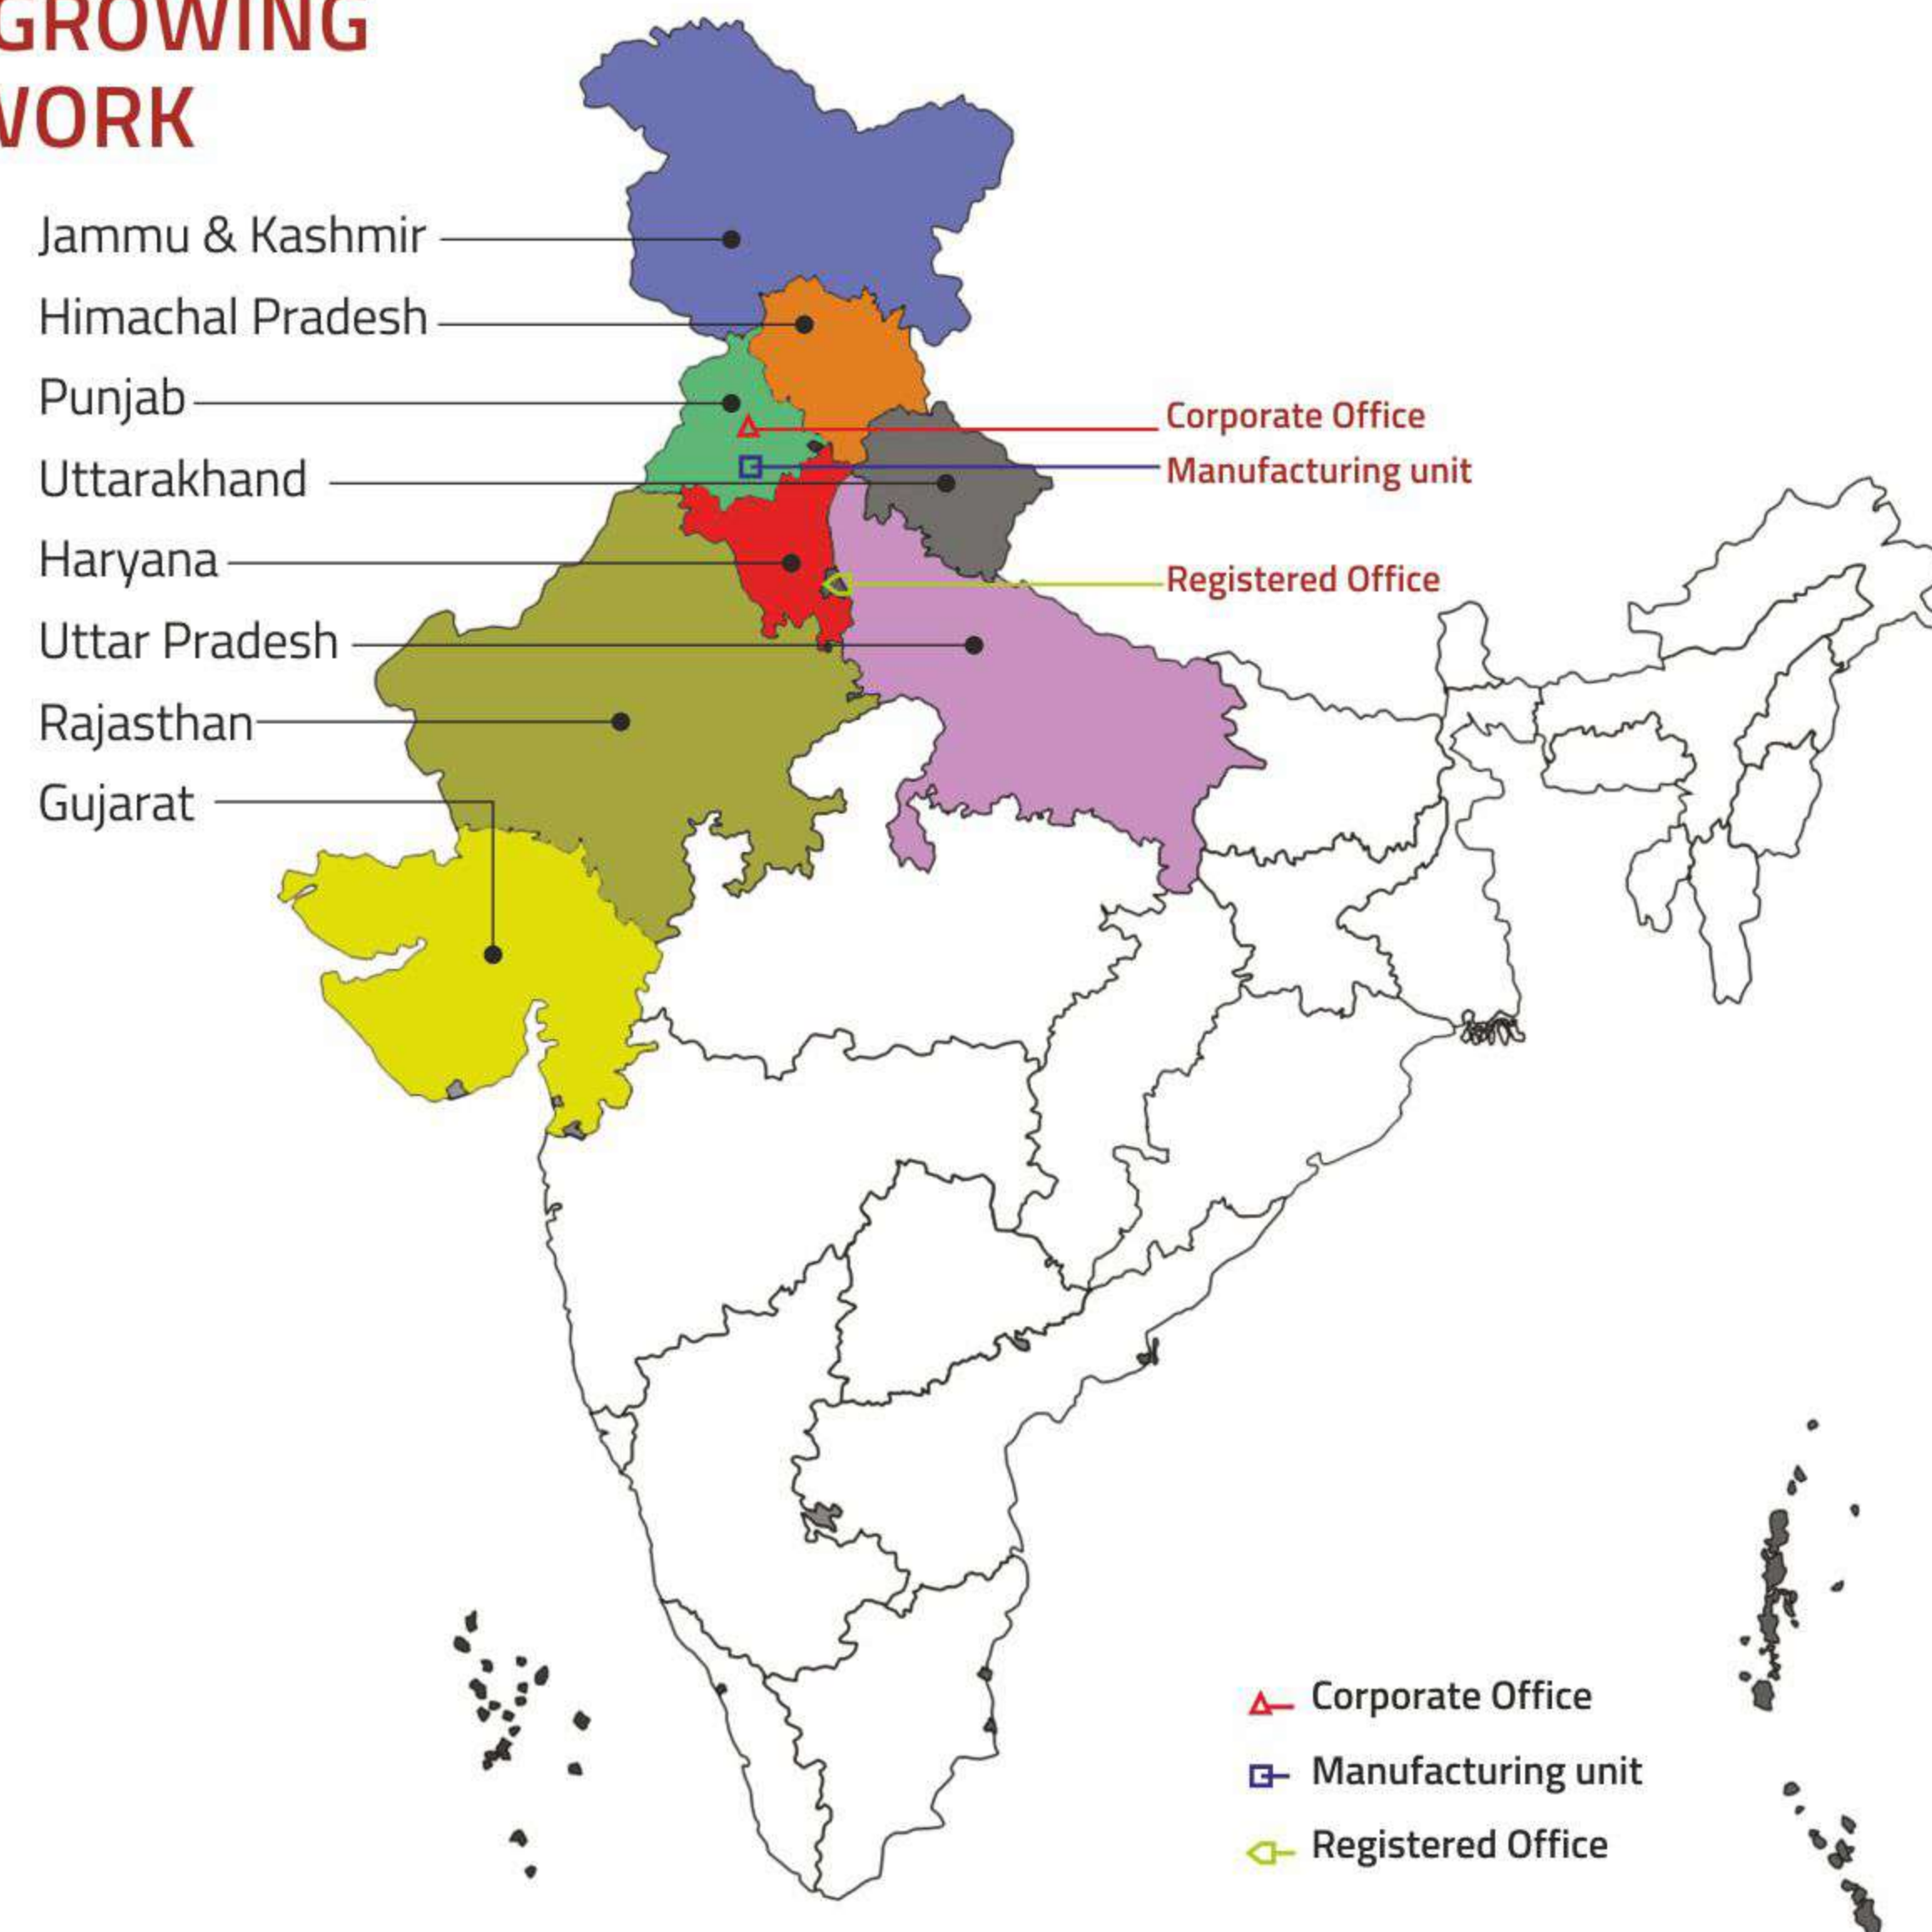 GROWING
WORK
Jammu & Kashmir
Himachal Pradesh
Punjab
Uttarakhand
Haryana
Uttar Pradesh
Rajasthan
Gujarat
Corporate Office
Manufacturing unit
Registered Office
Corporate Office
Manufacturing unit
Registered Office